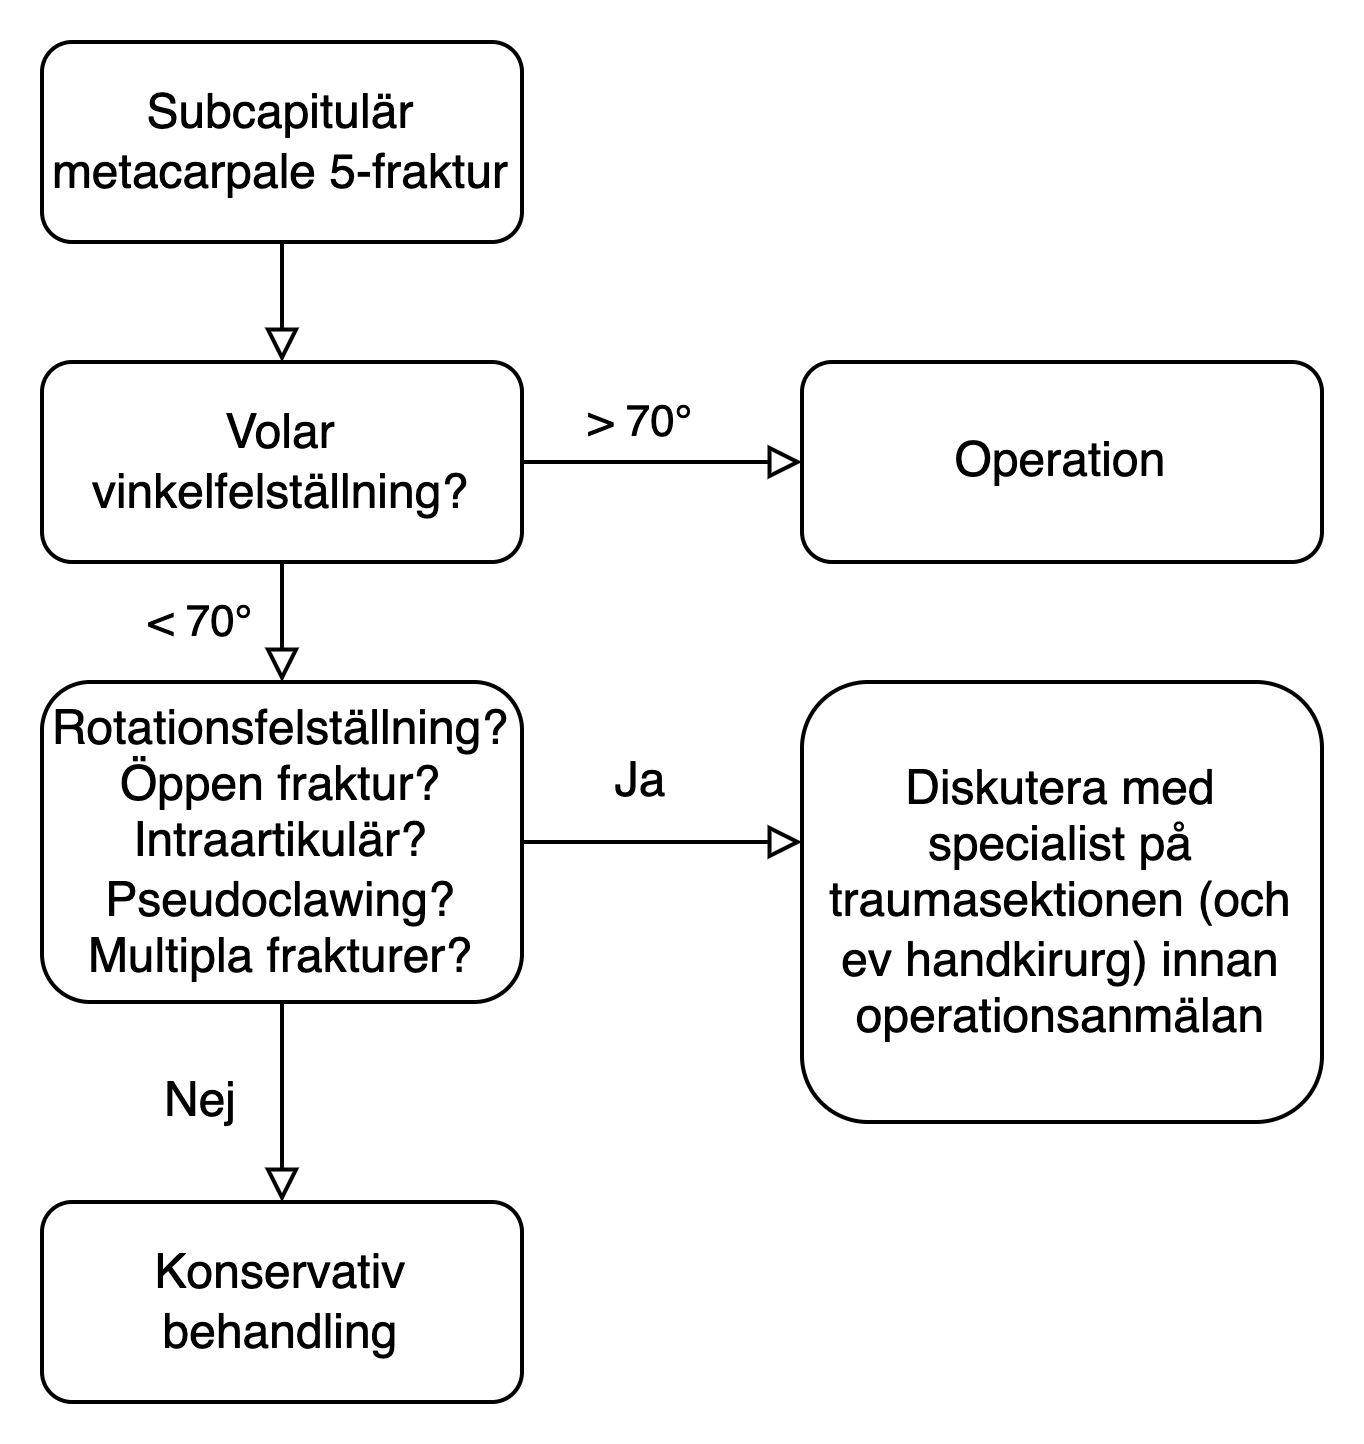 Subcapitulär
metacarpale 5-fraktur
Volar
vinkelfelställning?
> 70°
Operation
< 70°
Rotationsfelställning?
Öppen fraktur?
Intraartikulär?
Pseudoclawing?
Multipla frakturer?
Ja
Diskutera med
specialist på
traumasektionen (och
ev handkirurg) innan
operationsanmälan
Nej
Konservativ
behandling